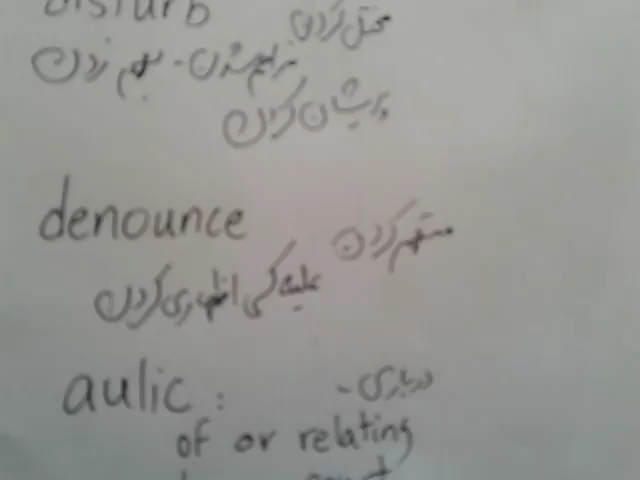 disturb مختل کردن
مزاحم شدن - بهم زدن
پریشان کردن
denounce متهم کردن
علیه کسی اظهاری کردن
aulic : درباری -
of or relating
court